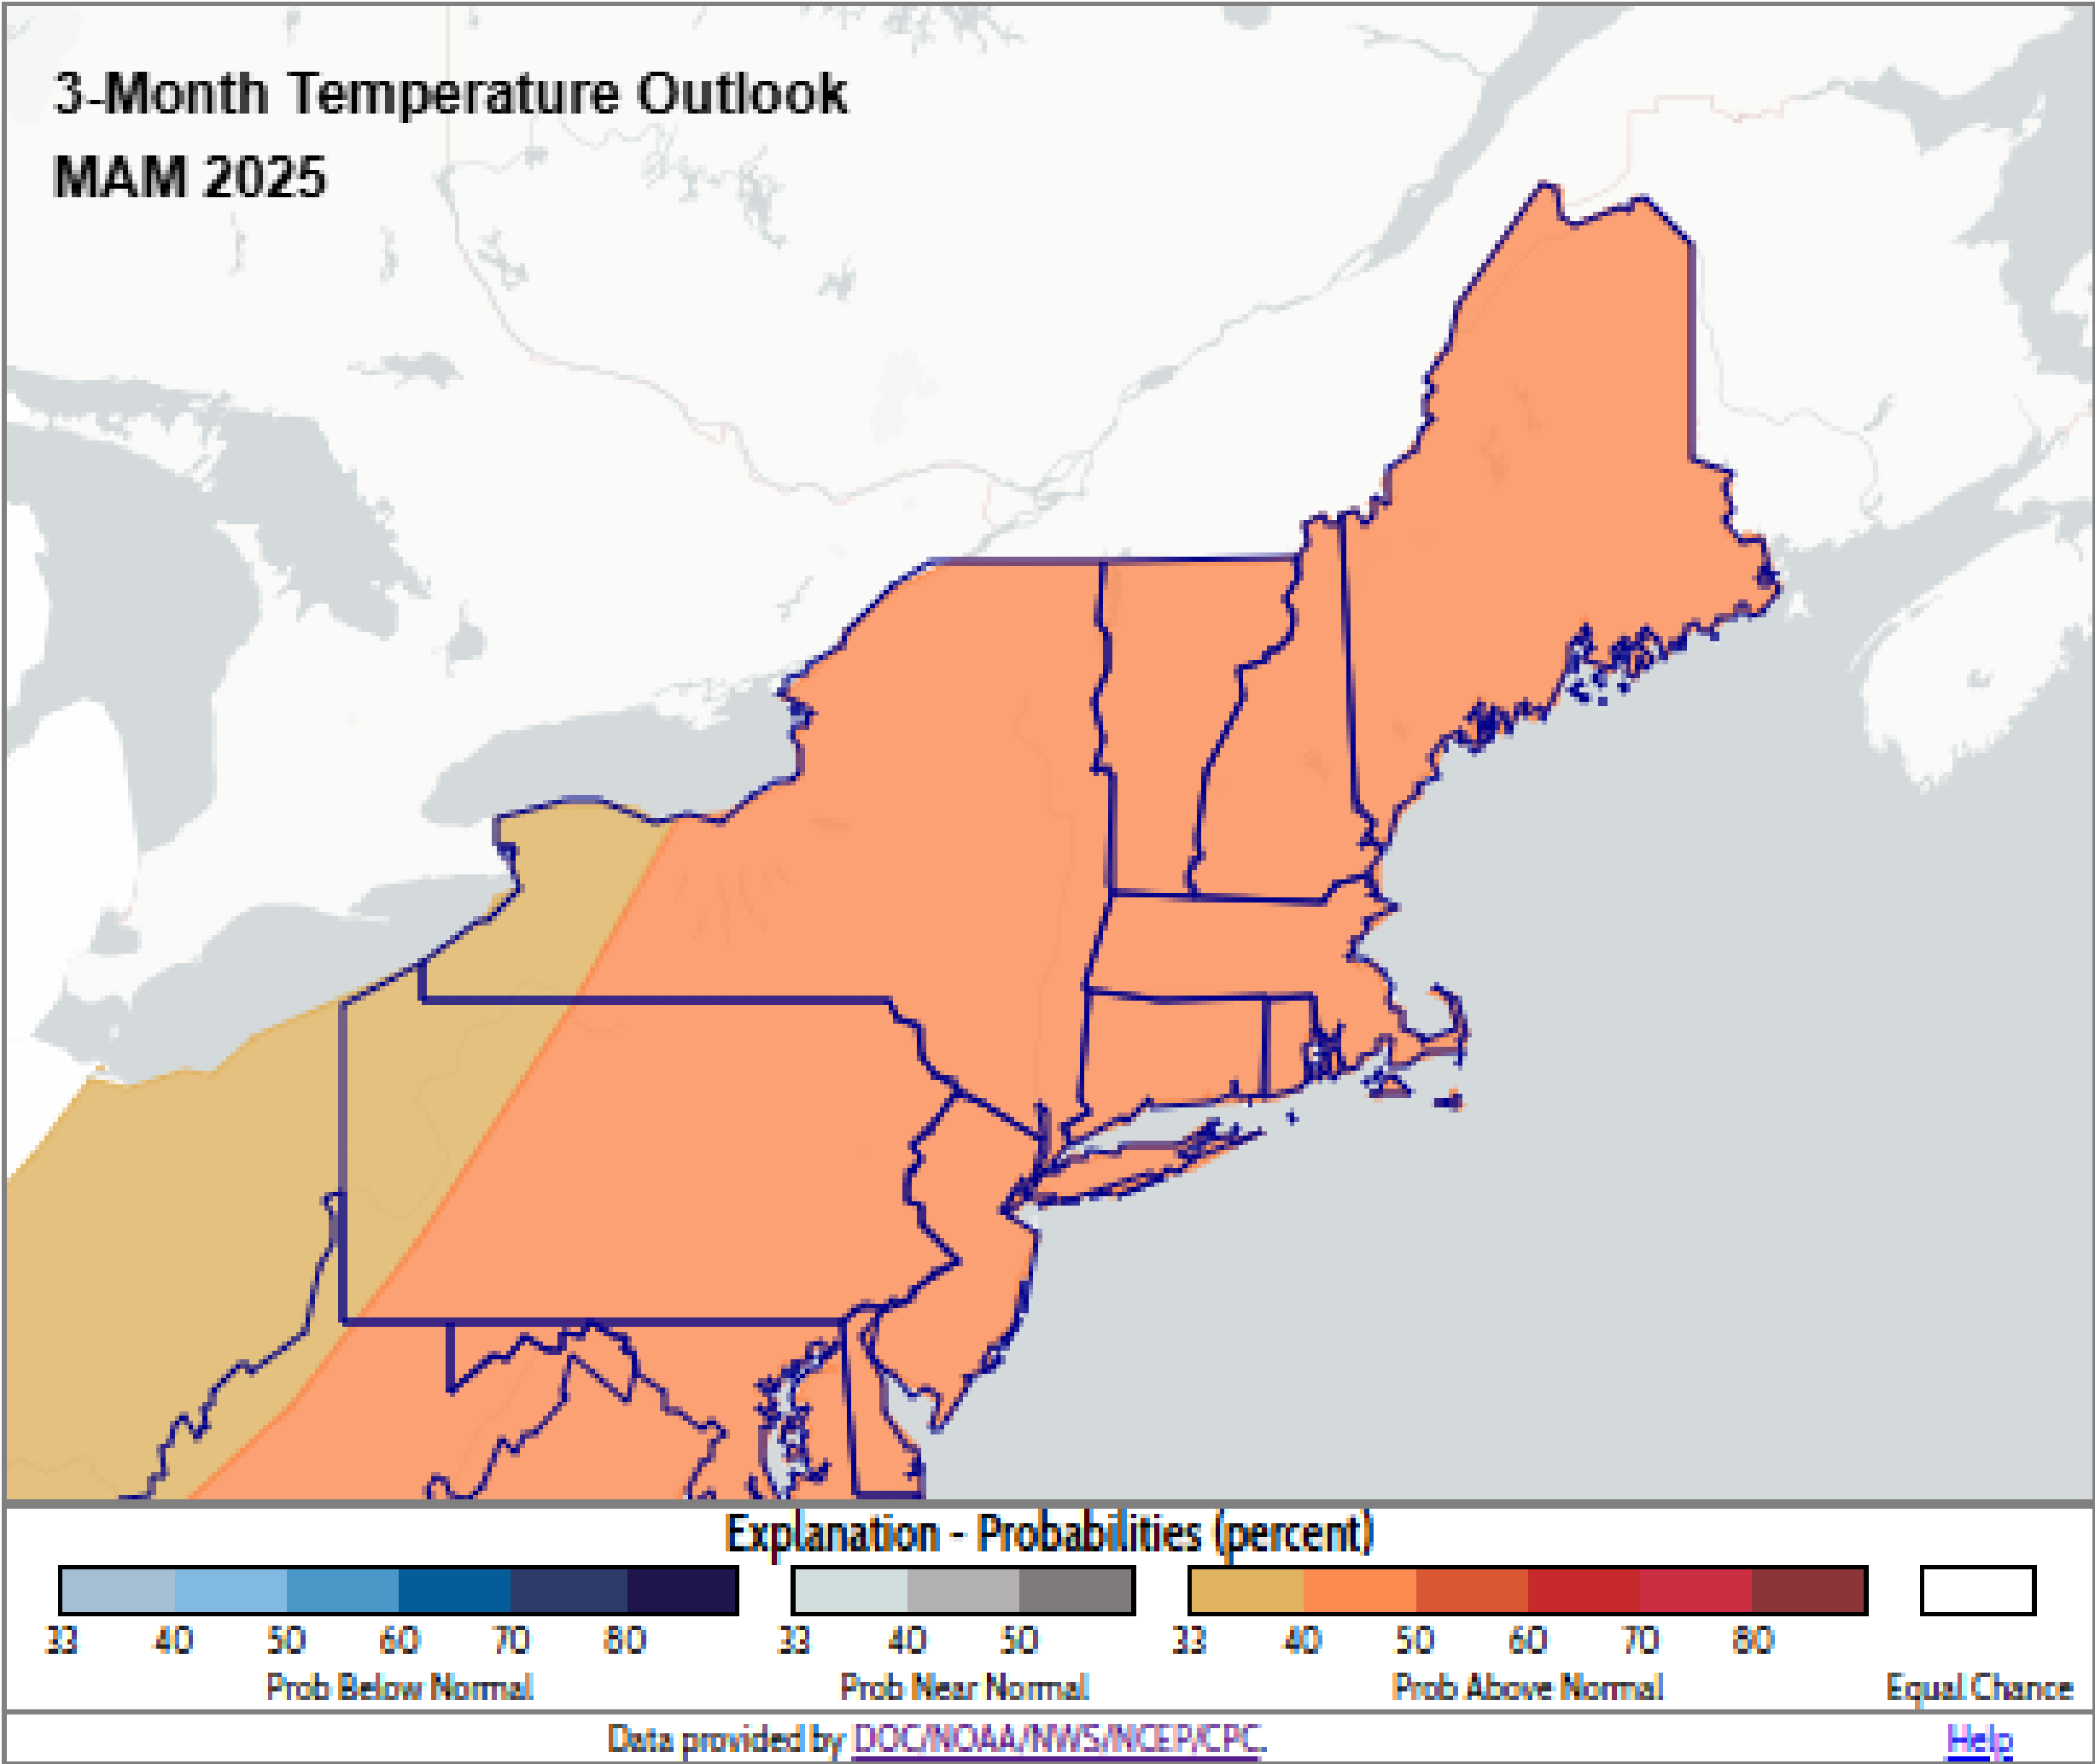 3-Month Temperature Outlook
MAM 2025
Explanation - Probabilities (percent)
33 40 50 60 70 80 33 40 50 33 40 50 60 70 80
Prob Below Normal Prob Near Normal Prob Above Normal Equal Chance
Data provided by DOC/NOAA/NWS/NCEP/CPC. Help